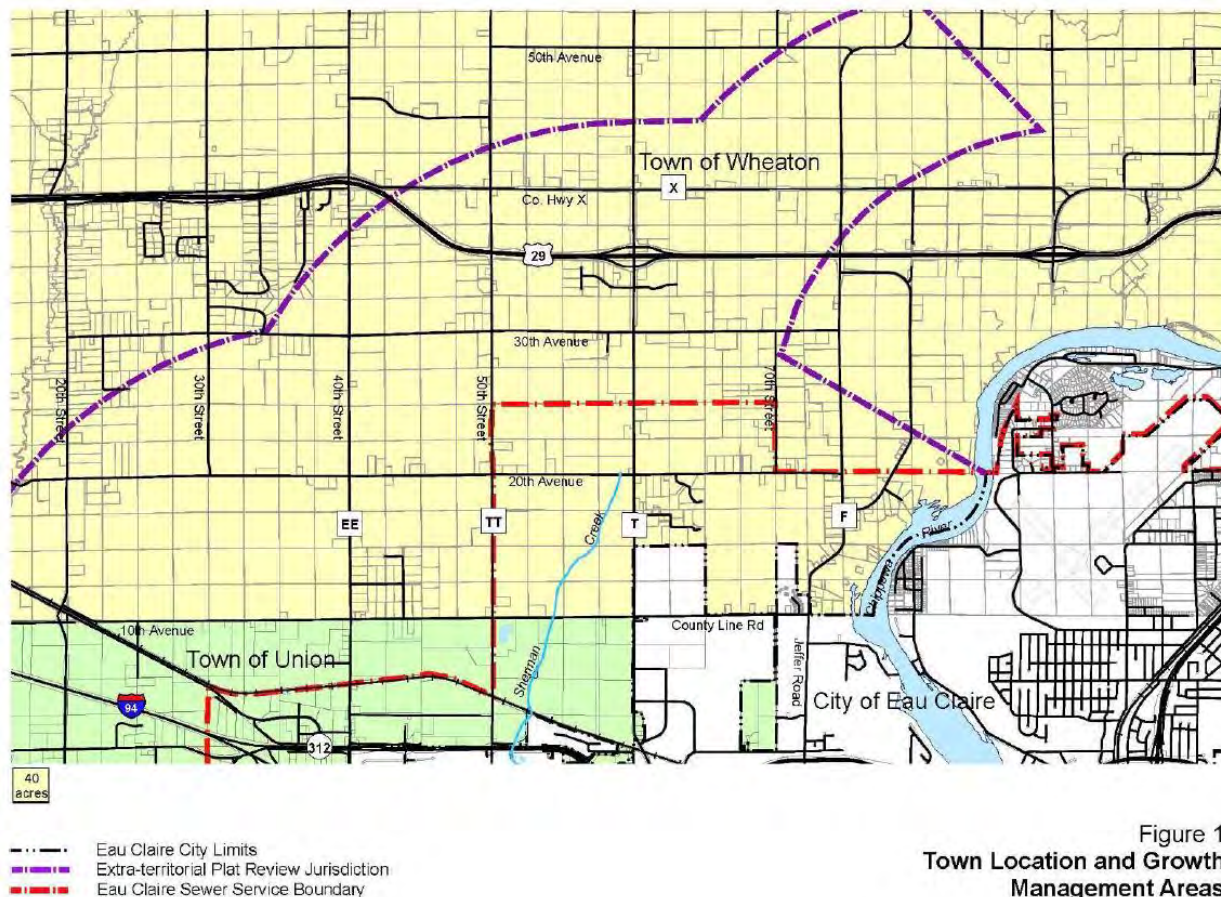 50th Avenue
Town of Wheaton
X
Co. Hwy X
29
30th Avenue
20th Street
30th Street
40th Street
50th Street
70th Street
20th Avenue
EE
TT
T
F
Creek
River
Chippewa
10th Avenue
Town of Union
County Line Rd
Sherman
Jeffer Road
City of Eau Claire
94
312
40
acres
Eau Claire City Limits
Extra-territorial Plat Review Jurisdiction
Eau Claire Sewer Service Boundary
Figure 1
Town Location and Growth
Management Areas